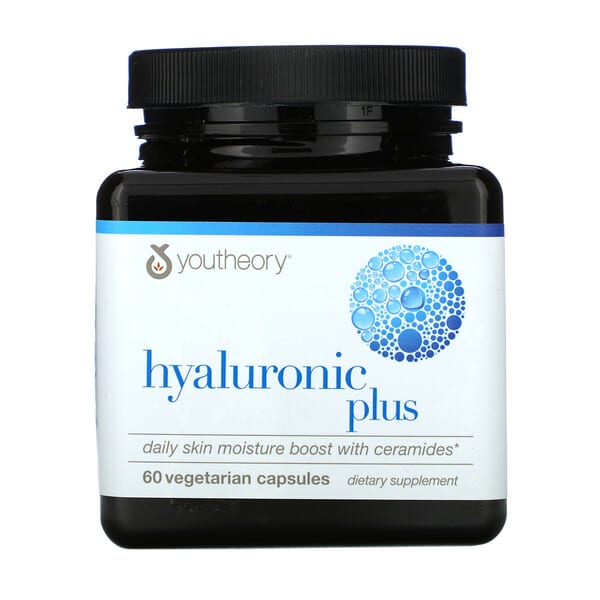 1F
youtheory®
hyaluronic
plus
daily skin moisture boost with ceramides*
60 vegetarian capsules dietary supplement